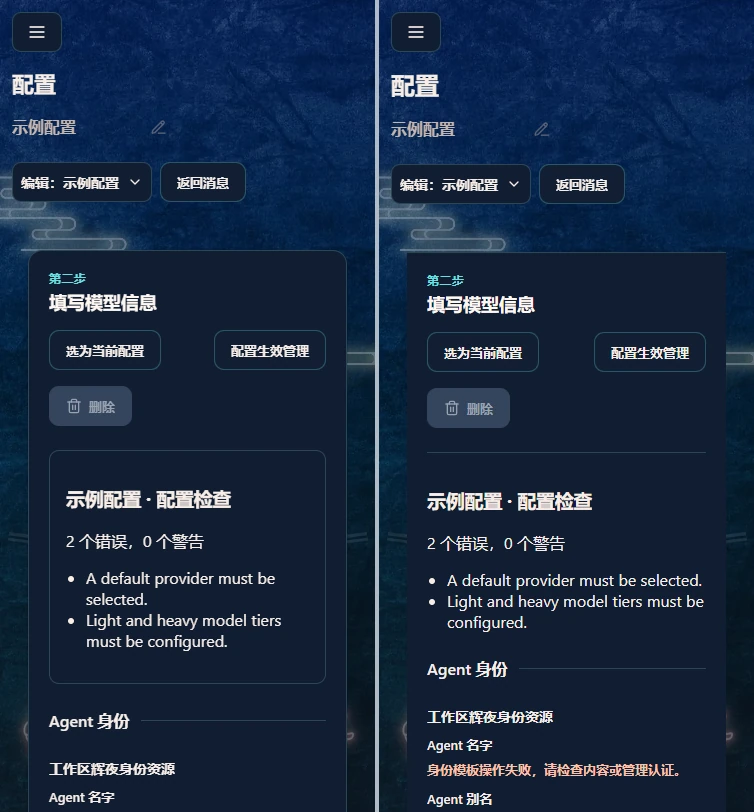 配置
示例配置
编辑：示例配置
返回消息
第二步
填写模型信息
选为当前配置
配置生效管理
删除
示例配置 · 配置检查
2 个错误，0 个警告
A default provider must be
selected.
Light and heavy model tiers
must be configured.
Agent 身份
工作区辉夜身份资源
Agent 名字
配置
示例配置
编辑：示例配置
返回消息
第二步
填写模型信息
选为当前配置
配置生效管理
删除
示例配置 · 配置检查
2 个错误，0 个警告
A default provider must be selected.
Light and heavy model tiers must be
configured.
Agent 身份
工作区辉夜身份资源
Agent 名字
身份模板操作失败，请检查内容或管理认证。
Agent 别名